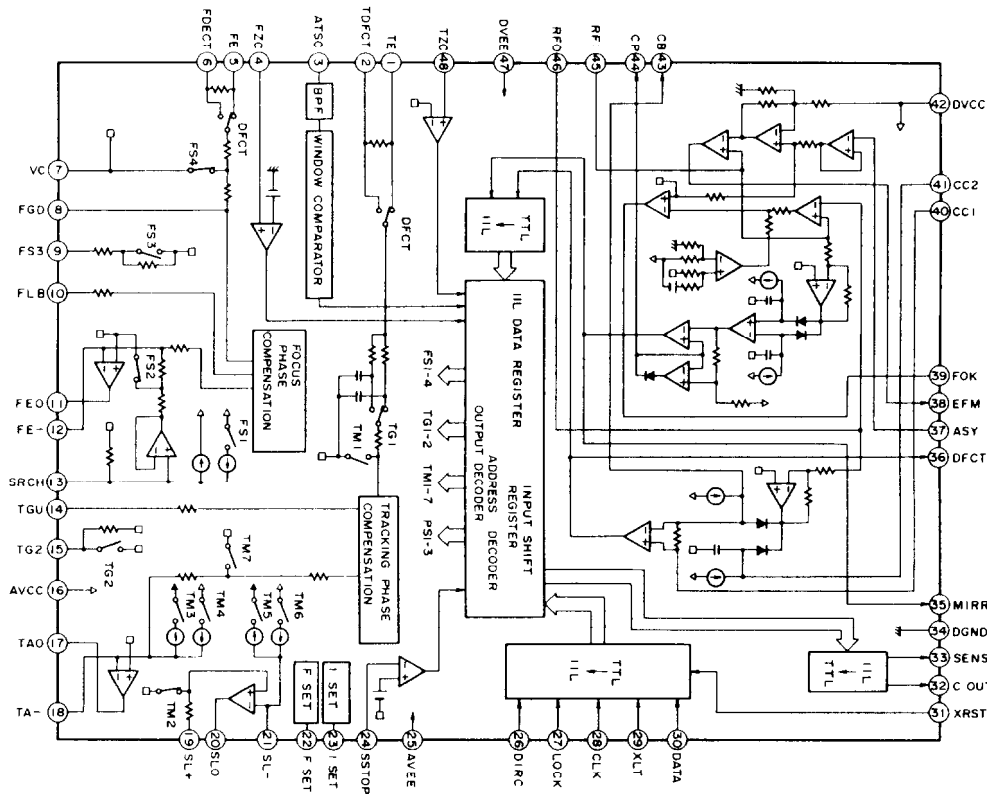 FDECT 6
FE 5
FZC 4
ATSC 3
TDFCT 2
TE 1
TZC 48
DVEE 47
RFO 46
RF 45
CP 44
CB 43
42 DVCC
41 CC2
40 CC1
39 FOK
38 EFM
37 ASY
36 DFCT
35 MIRR
34 DGND
33 SENS
32 C OUT
31 XRST
VC 7
FGD 8
FS3 9
FLB 10
FEO 11
FE- 12
SRCH 13
TGU 14
TG2 15
AVCC 16
TAO 17
TA- 18
19 SL+
20 SLO
21 SL-
22 F SET
23 I SET
24 SSTOP
25 AVEE
26 DIRC
27 LOCK
28 CLK
29 XLT
30 DATA
DFCT
FS4
FS3
FS2
FS1
BPF
WINDOW COMPARATOR
DFCT
FOCUS
PHASE
COMPENSATION
TM1
TG1
TRACKING PHASE
COMPENSATION
TG2
TM7
TM3
TM4
TM5
TM6
TM2
F SET
I SET
TTL
IIL
IIL DATA REGISTER
INPUT SHIFT
REGISTER
ADDRESS DECODER
OUTPUT DECODER
FS1-4
TG1-2
TM1-7
PS1-3
TTL
IIL
IIL
TTL